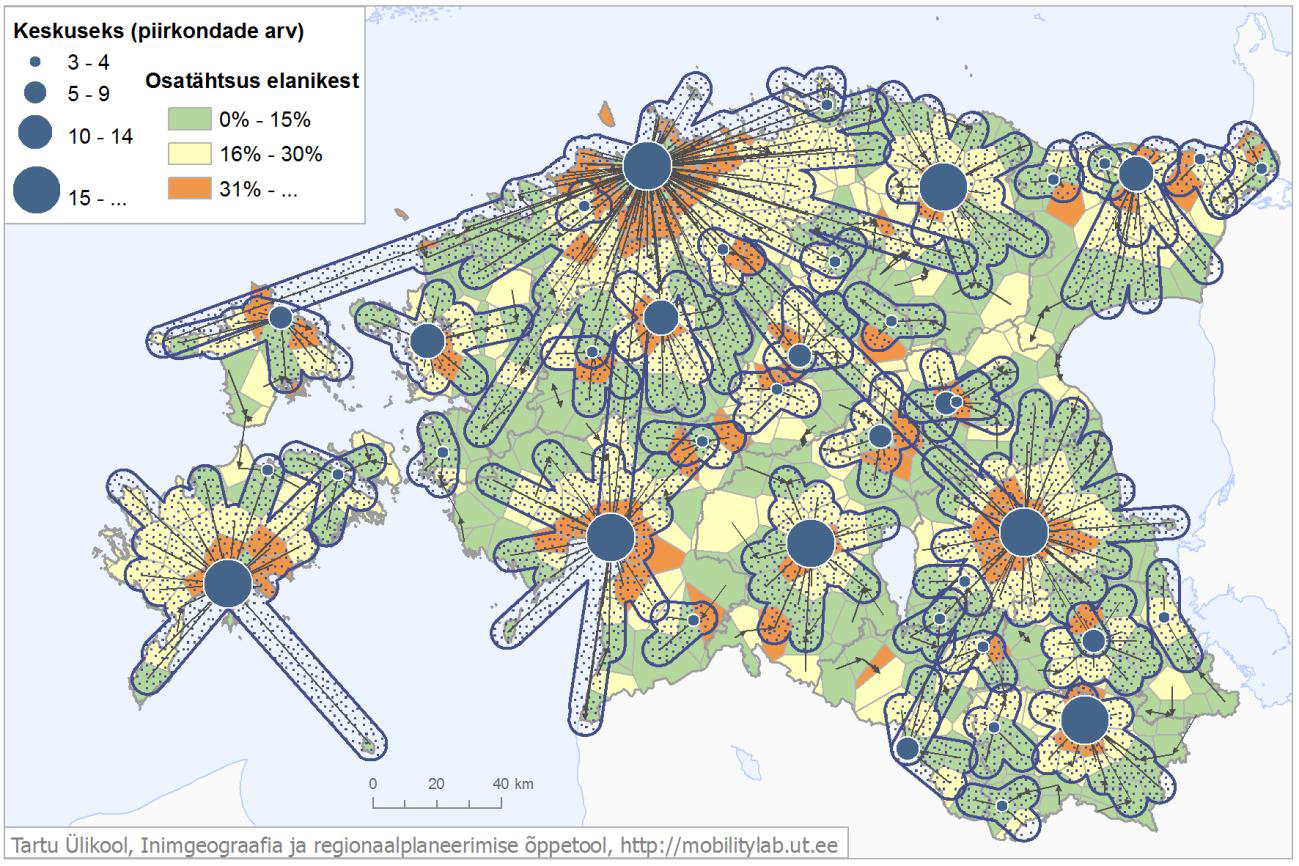 Keskuseks (piirkondade arv)
3 - 4
5 - 9
10 - 14
15 - ...
Osatähtsus elanikest
0% - 15%
16% - 30%
31% - ...
0 20 40 km
Tartu Ülikool, Inimgeograafia ja regionaalplaneerimise õppetool, http://mobilitylab.ut.ee